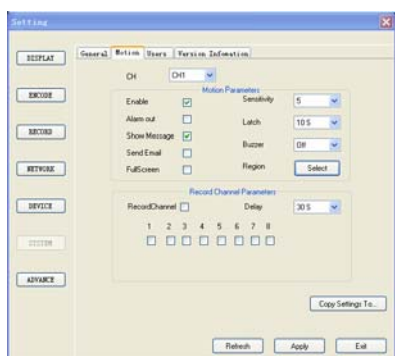 Setting
DISPLAY
ENCODE
RECORD
NETWORK
DEVICE
SYSTEM
ADVANCE
General Motion Users Version Infomation
CH CH1
Motion Parameters
Enable Sensitivity 5
Alarm out Latch 10 S
Show Message Buzzer Off
Send Email
FullScreen Region Select
Record Channel Parameters
RecordChannel Delay 30 S
1 2 3 4 5 6 7 8
Copy Settings To...
Refresh Apply Exit